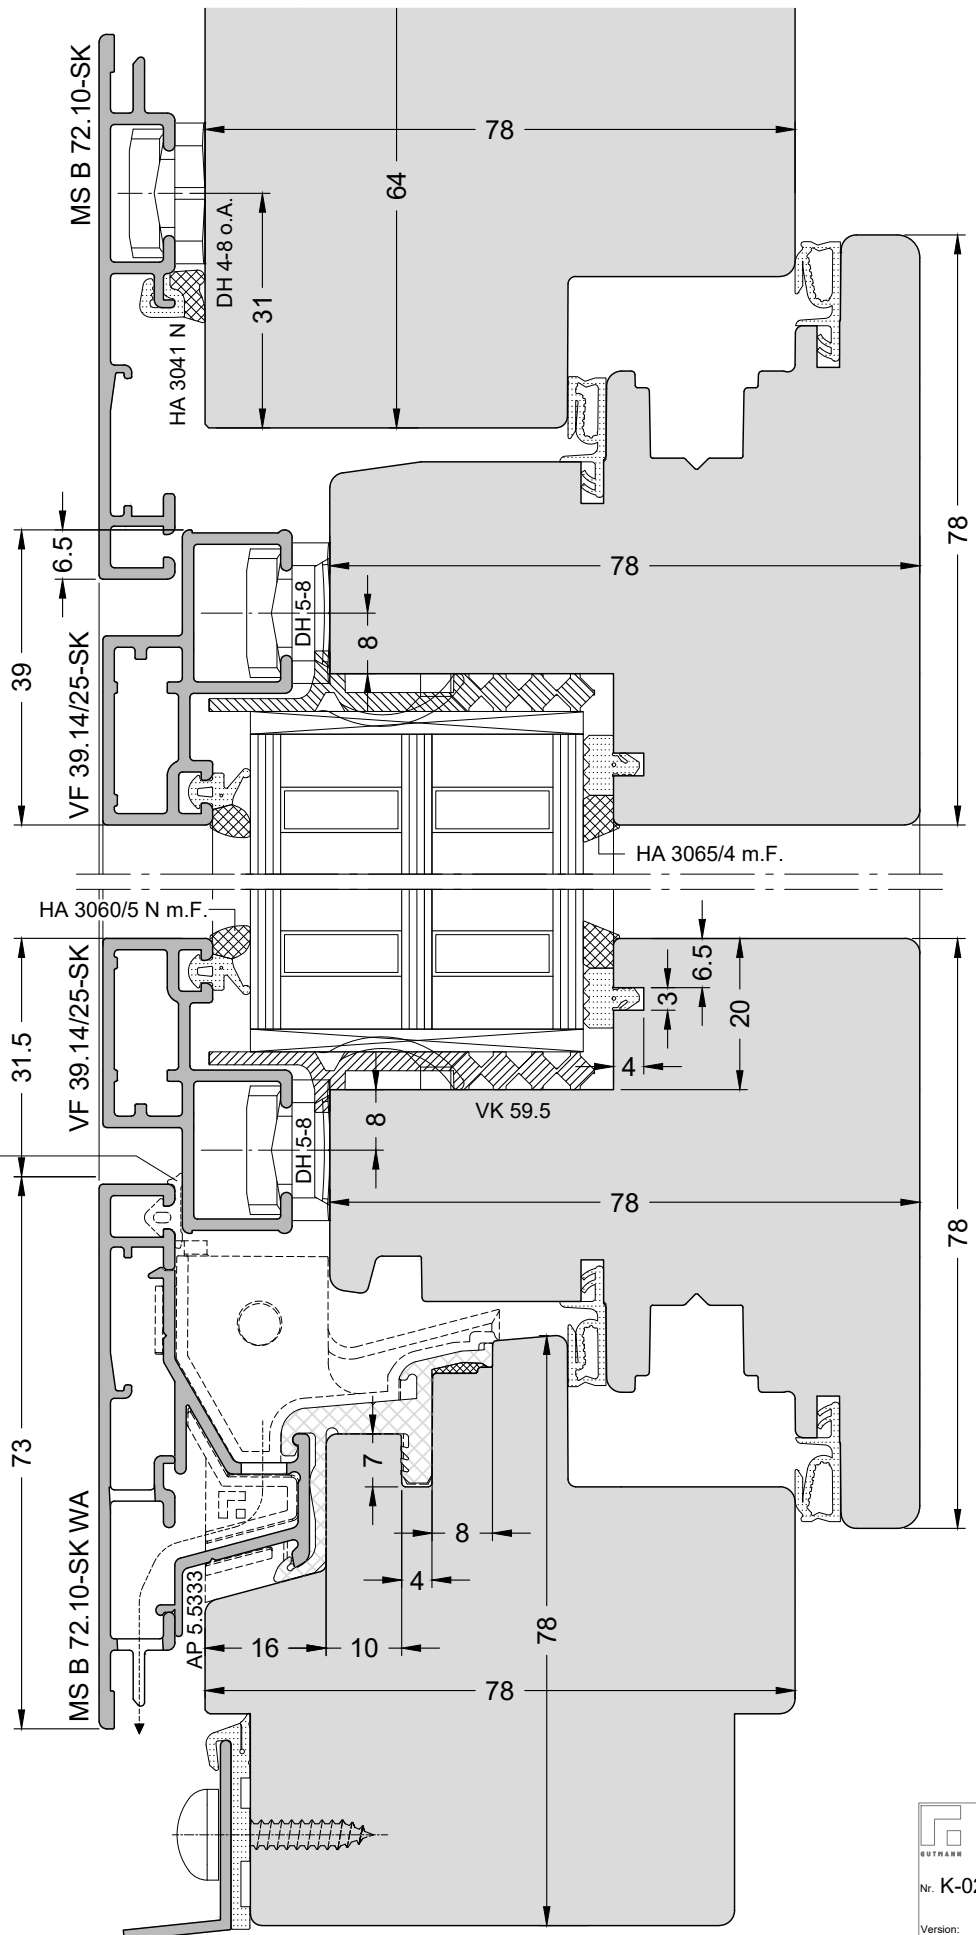 MS B 72.10-SK
78
64
DH 4-8 o.A.
31
HA 3041 N
78
6.5
39
DH 5-8
78
8
VF 39.14/25-SK
HA 3065/4 m.F.
HA 3060/5 N m.F.
6.5
3
20
4
31.5
VF 39.14/25-SK
8
VK 59.5
DH 5-8
78
78
73
7
8
4
MS B 72.10-SK WA
AP 5.5333
16
10
78
78
GUTMANN
Nr. K-02
Version: